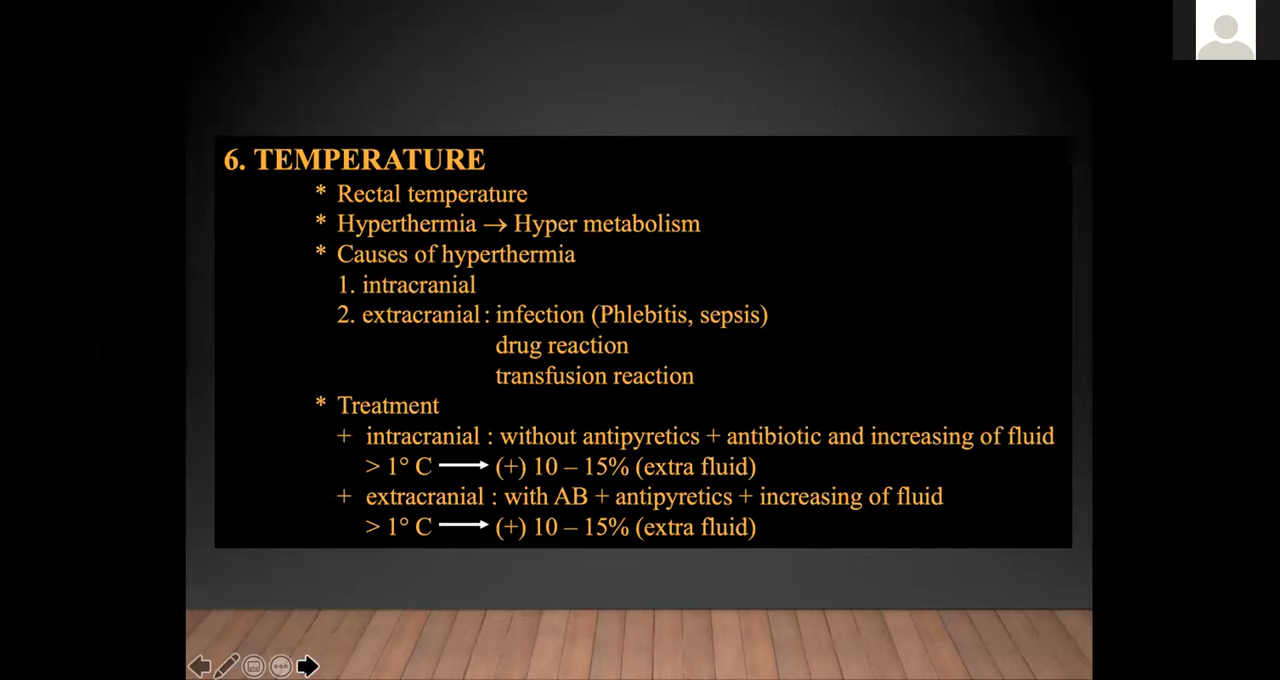 6. TEMPERATURE
* Rectal temperature
* Hyperthermia → Hyper metabolism
* Causes of hyperthermia
1. intracranial
2. extracranial : infection (Phlebitis, sepsis)
drug reaction
transfusion reaction
* Treatment
+ intracranial : without antipyretics + antibiotic and increasing of fluid
> 1° C → (+) 10 – 15% (extra fluid)
+ extracranial : with AB + antipyretics + increasing of fluid
> 1° C → (+) 10 – 15% (extra fluid)